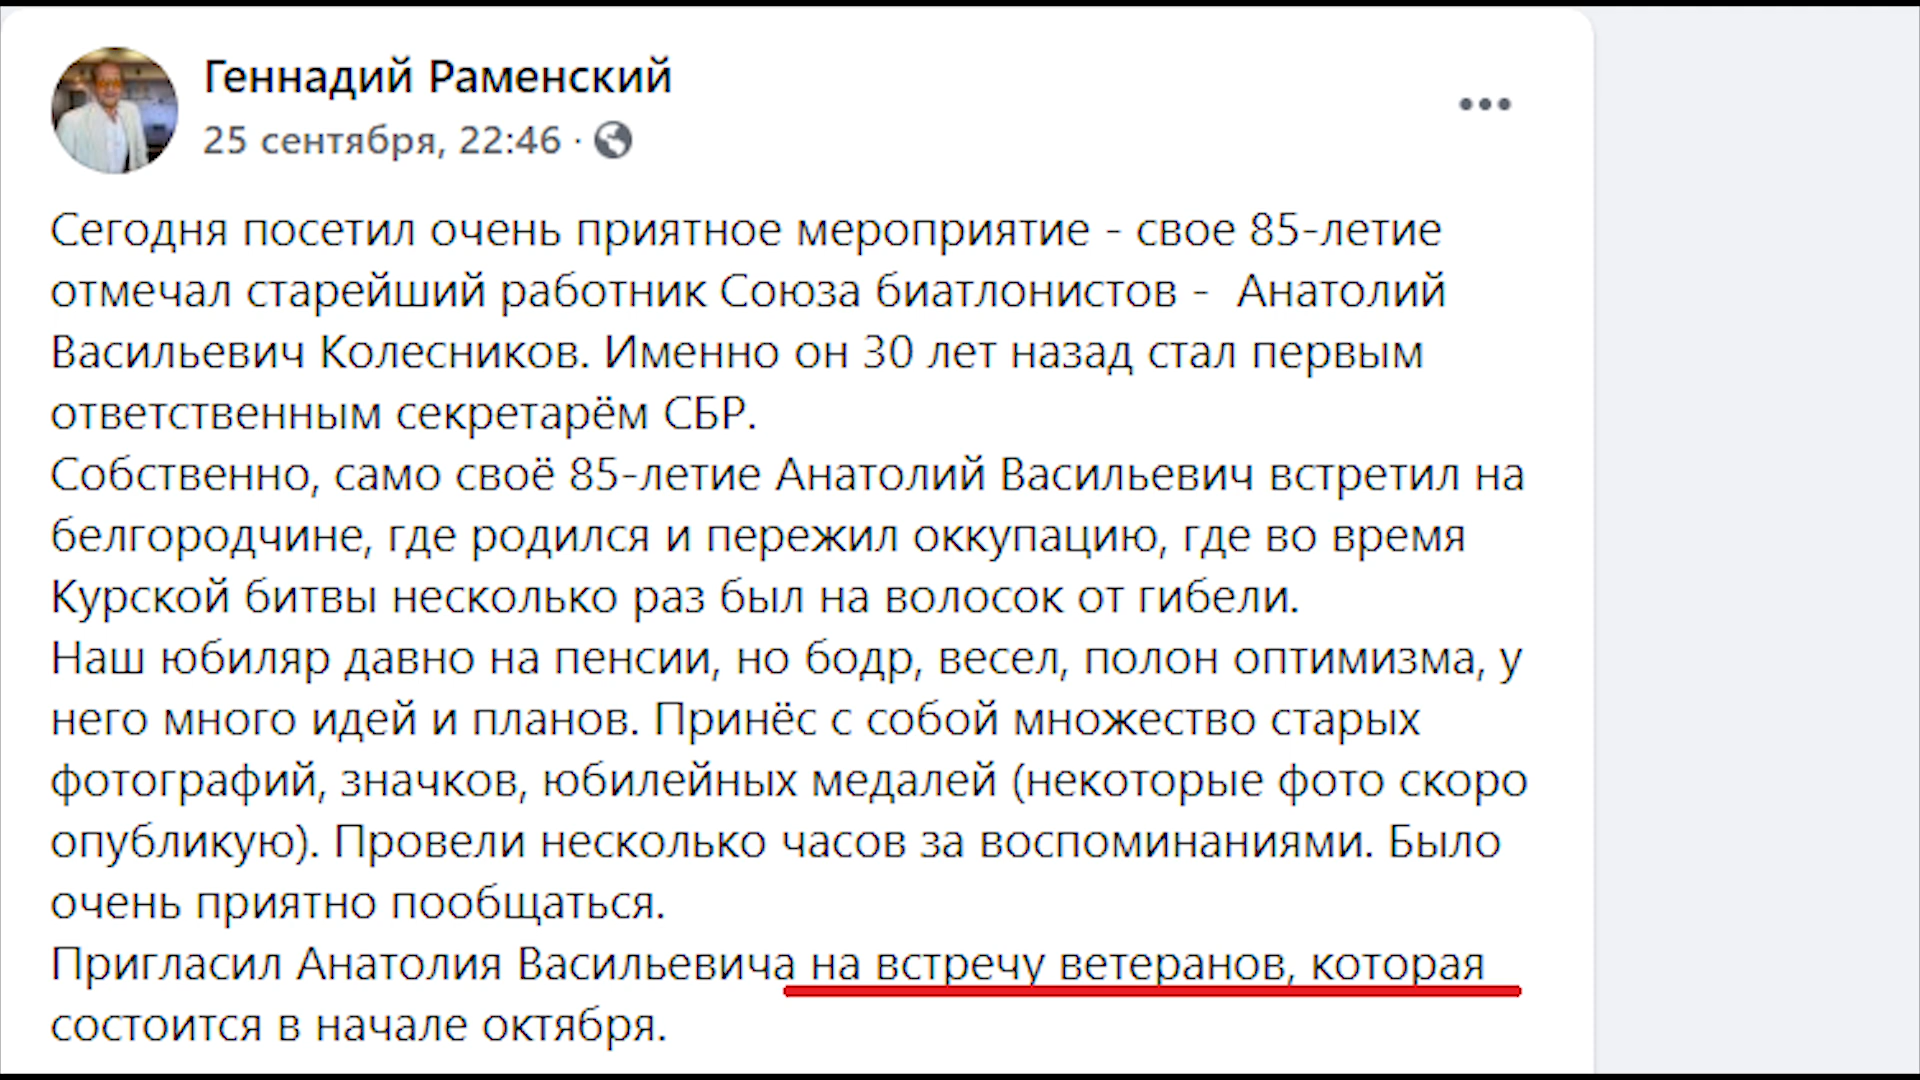 Геннадий Раменский
25 сентября, 22:46 ·
Сегодня посетил очень приятное мероприятие - свое 85-летие
отмечал старейший работник Союза биатлонистов - Анатолий
Васильевич Колесников. Именно он 30 лет назад стал первым
ответственным секретарём СБР.
Собственно, само своё 85-летие Анатолий Васильевич встретил на
белгородчине, где родился и пережил оккупацию, где во время
Курской битвы несколько раз был на волосок от гибели.
Наш юбиляр давно на пенсии, но бодр, весел, полон оптимизма, у
него много идей и планов. Принёс с собой множество старых
фотографий, значков, юбилейных медалей (некоторые фото скоро
опубликую). Провели несколько часов за воспоминаниями. Было
очень приятно пообщаться.
Пригласил Анатолия Васильевича на встречу ветеранов, которая
состоится в начале октября.